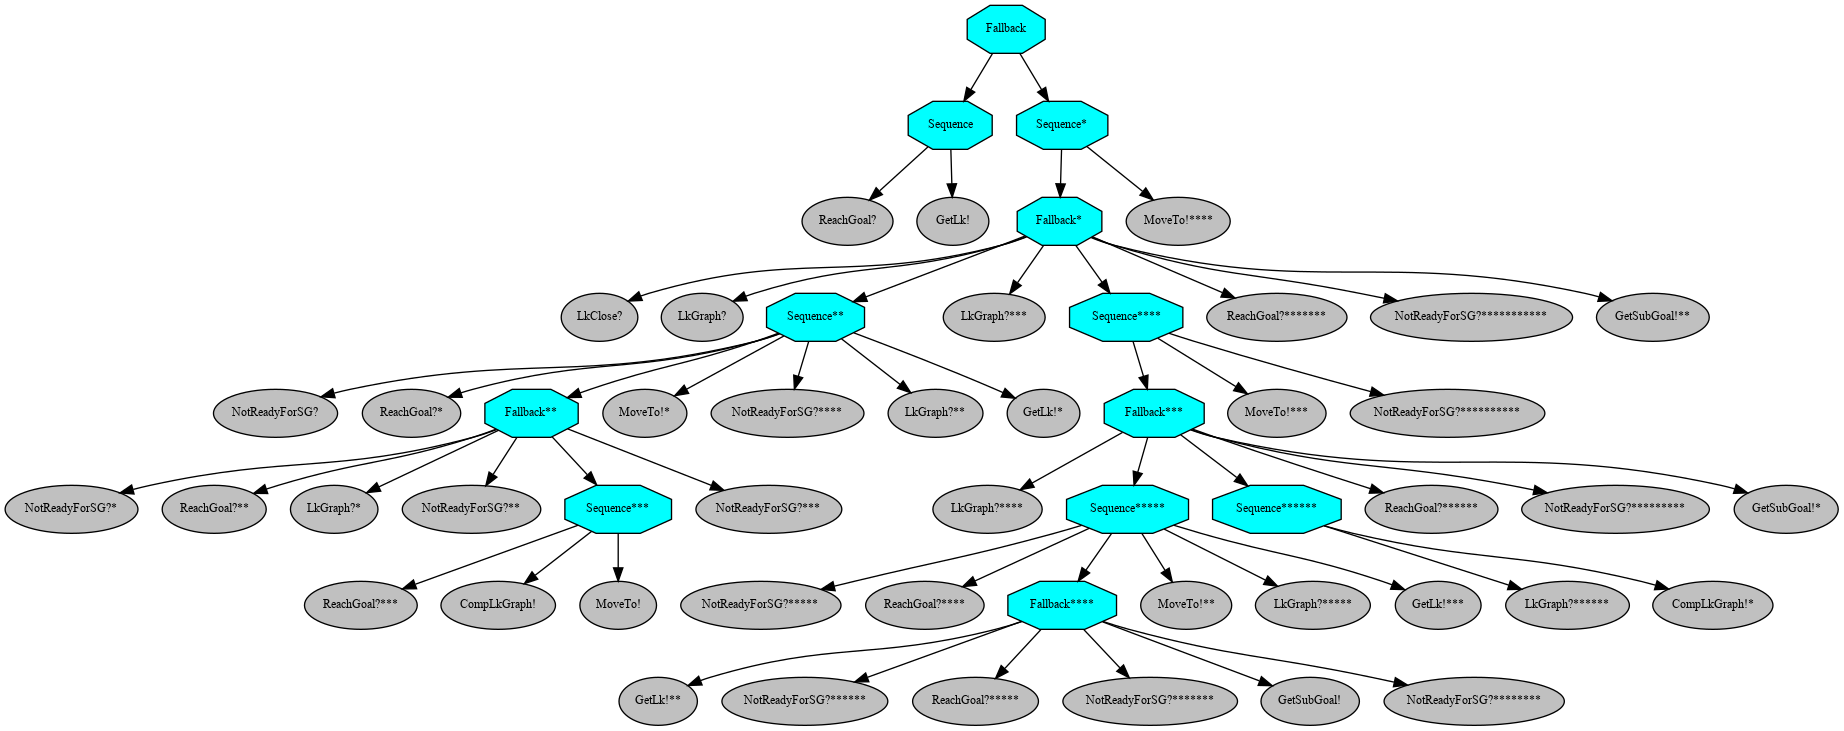 Fallback
Sequence
Sequence*
ReachGoal?
GetLk!
Fallback*
MoveTo!****
LkClose?
LkGraph?
Sequence**
LkGraph?***
Sequence****
ReachGoal?*******
NotReadyForSG?***********
GetSubGoal!**
NotReadyForSG?
ReachGoal?*
Fallback**
MoveTo!*
NotReadyForSG?****
LkGraph?**
GetLk!*
Fallback***
MoveTo!***
NotReadyForSG?**********
NotReadyForSG?*
ReachGoal?**
LkGraph?*
NotReadyForSG?**
Sequence***
NotReadyForSG?***
LkGraph?****
Sequence*****
Sequence******
ReachGoal?******
NotReadyForSG?*********
GetSubGoal!*
ReachGoal?***
CompLkGraph!
MoveTo!
NotReadyForSG?*****
ReachGoal?****
Fallback****
MoveTo!**
LkGraph?*****
GetLk!***
LkGraph?******
CompLkGraph!*
GetLk!**
NotReadyForSG?******
ReachGoal?*****
NotReadyForSG?*******
GetSubGoal!
NotReadyForSG?********